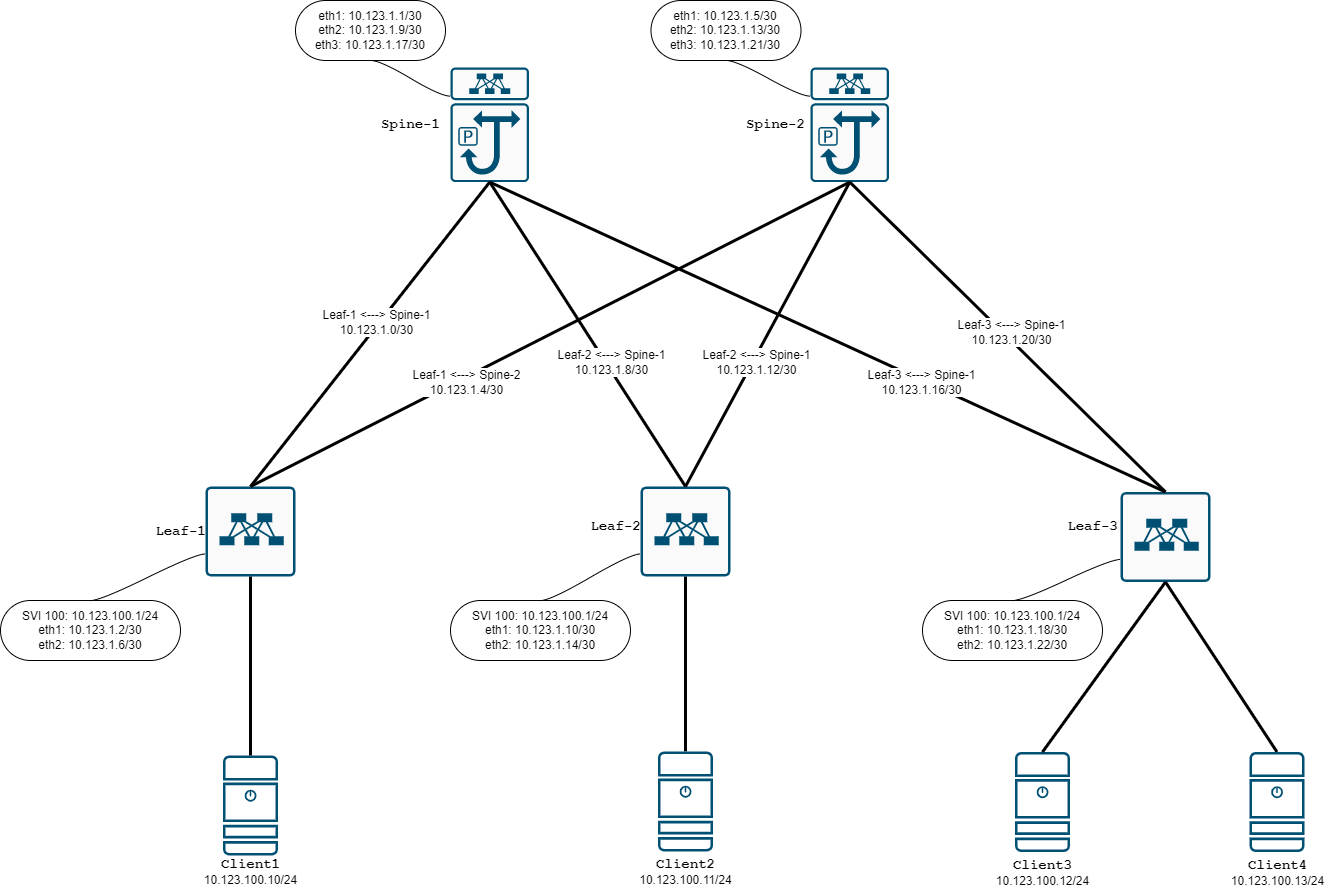 eth1: 10.123.1.1/30
eth2: 10.123.1.9/30
eth3: 10.123.1.17/30
eth1: 10.123.1.5/30
eth2: 10.123.1.13/30
eth3: 10.123.1.21/30
Spine-1
P
Spine-2
P
Leaf-1 <---> Spine-1
10.123.1.0/30
Leaf-3 <---> Spine-1
10.123.1.20/30
Leaf-2 <---> Spine-1
10.123.1.8/30
Leaf-2 <---> Spine-1
10.123.1.12/30
Leaf-1 <---> Spine-2
10.123.1.4/30
Leaf-3 <---> Spine-1
10.123.1.16/30
Leaf-1
Leaf-2
Leaf-3
SVI 100: 10.123.100.1/24
eth1: 10.123.1.2/30
eth2: 10.123.1.6/30
SVI 100: 10.123.100.1/24
eth1: 10.123.1.10/30
eth2: 10.123.1.14/30
SVI 100: 10.123.100.1/24
eth1: 10.123.1.18/30
eth2: 10.123.1.22/30
Client1
10.123.100.10/24
Client2
10.123.100.11/24
Client3
10.123.100.12/24
Client4
10.123.100.13/24